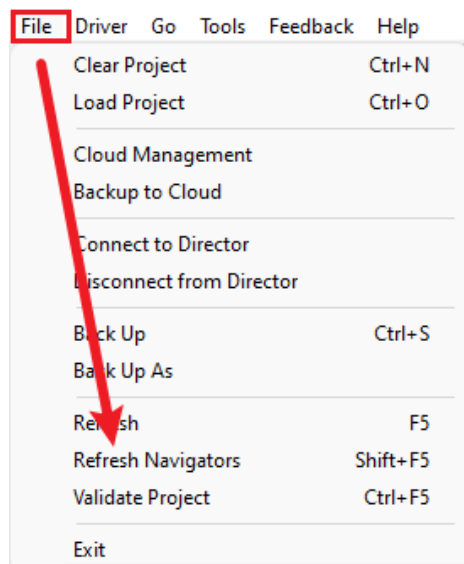 File Driver Go Tools Feedback Help
Clear Project Ctrl+N
Load Project Ctrl+O
Cloud Management
Backup to Cloud
Connect to Director
Disconnect from Director
Back Up Ctrl+S
Back Up As
Refresh F5
Refresh Navigators Shift+F5
Validate Project Ctrl+F5
Exit